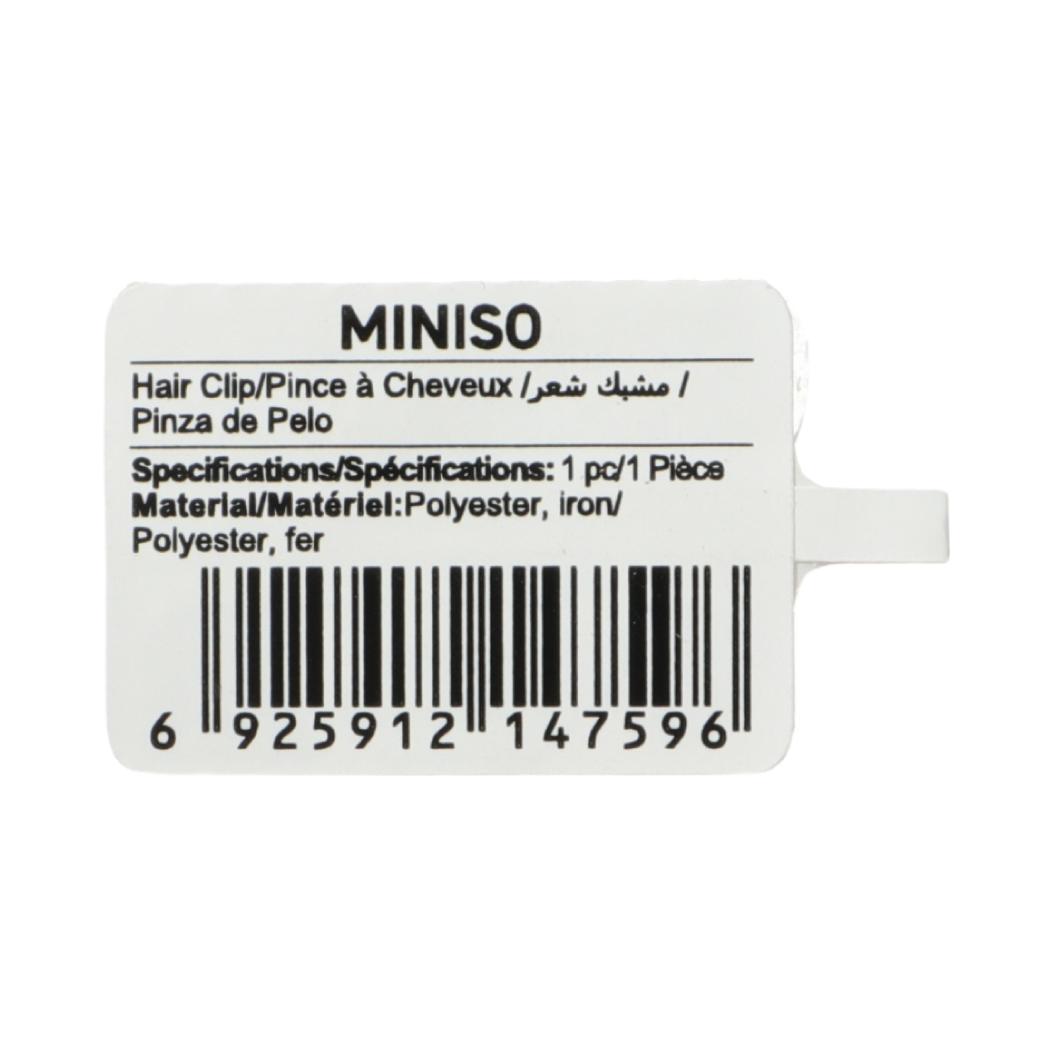 MINISO
Hair Clip/Pince à Cheveux /مشبك شعر /
Pinza de Pelo
Specifications/Spécifications: 1 pc/1 Pièce
Material/Matériel:Polyester, iron/
Polyester, fer
6 925912 147596